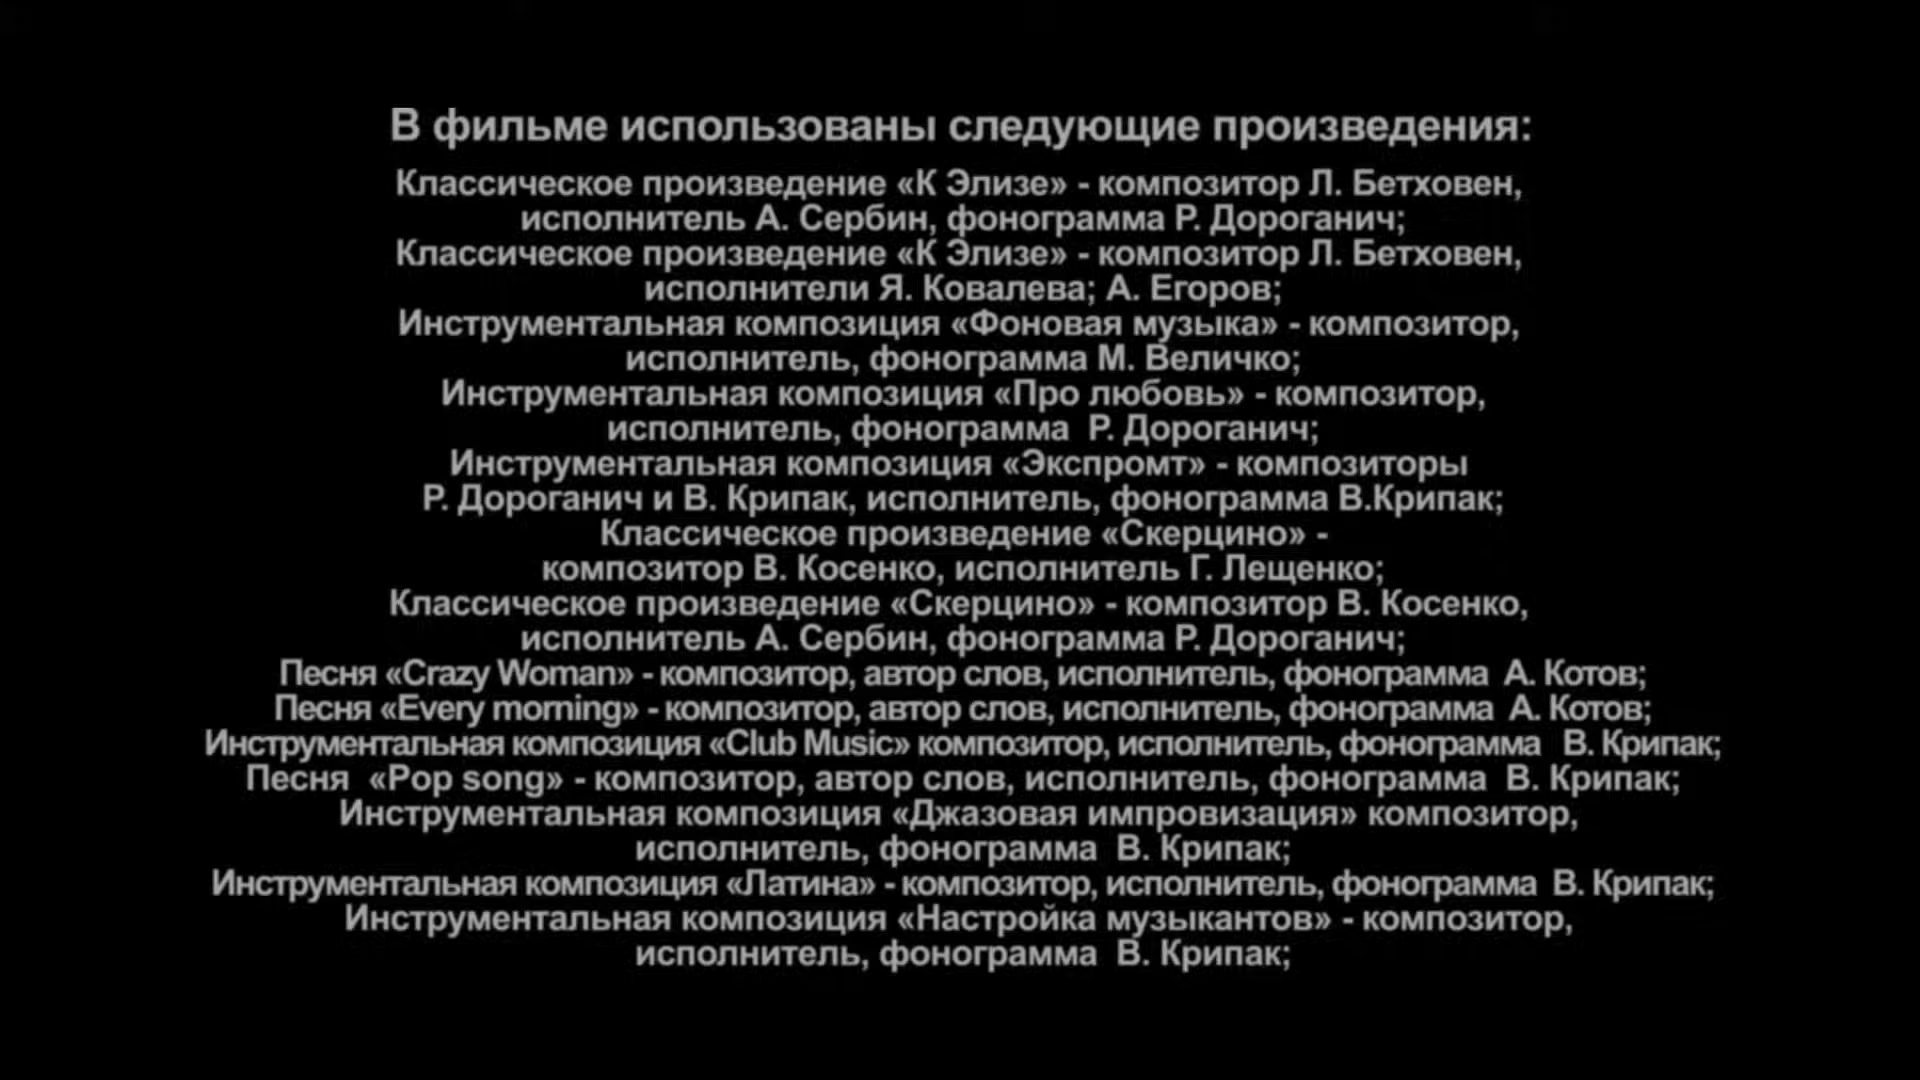 В фильме использованы следующие произведения:
Классическое произведение «К Элизе» - композитор Л. Бетховен,
исполнитель А. Сербин, фонограмма Р. Дороганич;
Классическое произведение «К Элизе» - композитор Л. Бетховен,
исполнители Я. Ковалева; А. Егоров;
Инструментальная композиция «Фоновая музыка» - композитор,
исполнитель, фонограмма М. Величко;
Инструментальная композиция «Про любовь» - композитор,
исполнитель, фонограмма Р. Дороганич;
Инструментальная композиция «Экспромт» - композиторы
Р. Дороганич и В. Крипак, исполнитель, фонограмма В.Крипак;
Классическое произведение «Скерцино» -
композитор В. Косенко, исполнитель Г. Лещенко;
Классическое произведение «Скерцино» - композитор В. Косенко,
исполнитель А. Сербин, фонограмма Р. Дороганич;
Песня «Crazy Woman» - композитор, автор слов, исполнитель, фонограмма А. Котов;
Песня «Every morning» - композитор, автор слов, исполнитель, фонограмма А. Котов;
Инструментальная композиция «Club Music» композитор, исполнитель, фонограмма В. Крипак;
Песня «Pop song» - композитор, автор слов, исполнитель, фонограмма В. Крипак;
Инструментальная композиция «Джазовая импровизация» композитор,
исполнитель, фонограмма В. Крипак;
Инструментальная композиция «Латина» - композитор, исполнитель, фонограмма В. Крипак;
Инструментальная композиция «Настройка музыкантов» - композитор,
исполнитель, фонограмма В. Крипак;